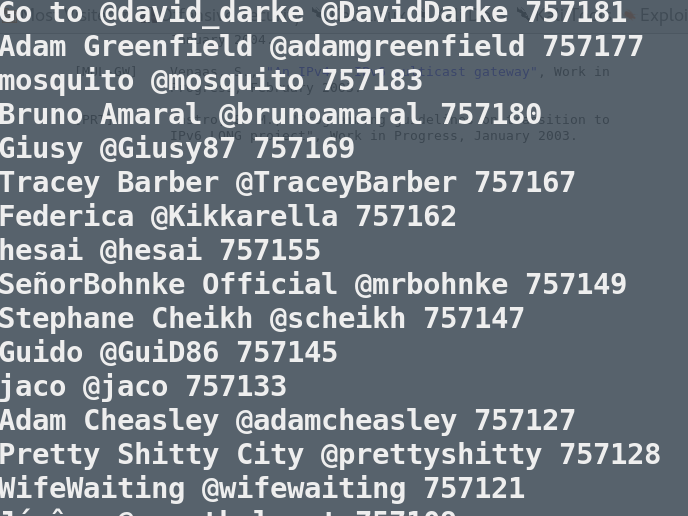 Go to @david_darke @DavidDarke 757181
Adam Greenfield @adamgreenfield 757177
mosquito @mosquito 757183
Bruno Amaral @brunoamaral 757180
Giusy @Giusy87 757169
Tracey Barber @TraceyBarber 757167
Federica @Kikkarella 757162
hesai @hesai 757155
SeñorBohnke Official @mrbohnke 757149
Stephane Cheikh @scheikh 757147
Guido @GuiD86 757145
jaco @jaco 757133
Adam Cheasley @adamcheasley 757127
Pretty Shitty City @prettyshitty 757128
WifeWaiting @wifewaiting 757121